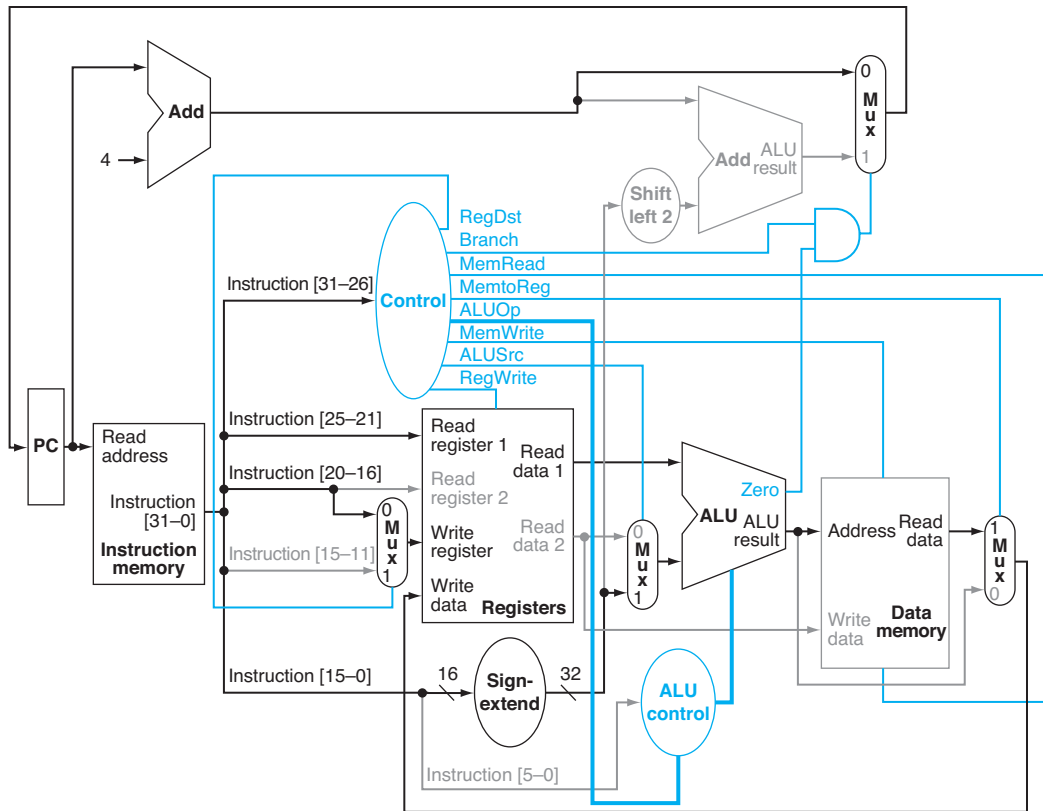 0
Mux
1
Add
4
Add
ALU
result
Shift
left 2
RegDst
Branch
MemRead
MemtoReg
ALUOp
MemWrite
ALUSrc
RegWrite
Control
Instruction [31–26]
Instruction [25–21]
Instruction [20–16]
Instruction [15–11]
Instruction [15–0]
Instruction [5–0]
PC
Read
address
Instruction
[31–0]
Instruction
memory
0
Mux
1
Read
register 1
Read
register 2
Write
register
Write
data
Read
data 1
Read
data 2
Registers
16
Sign-
extend
32
0
Mux
1
Zero
ALU
ALU
result
ALU
control
Address
Read
data
Write
data
Data
memory
1
Mux
0